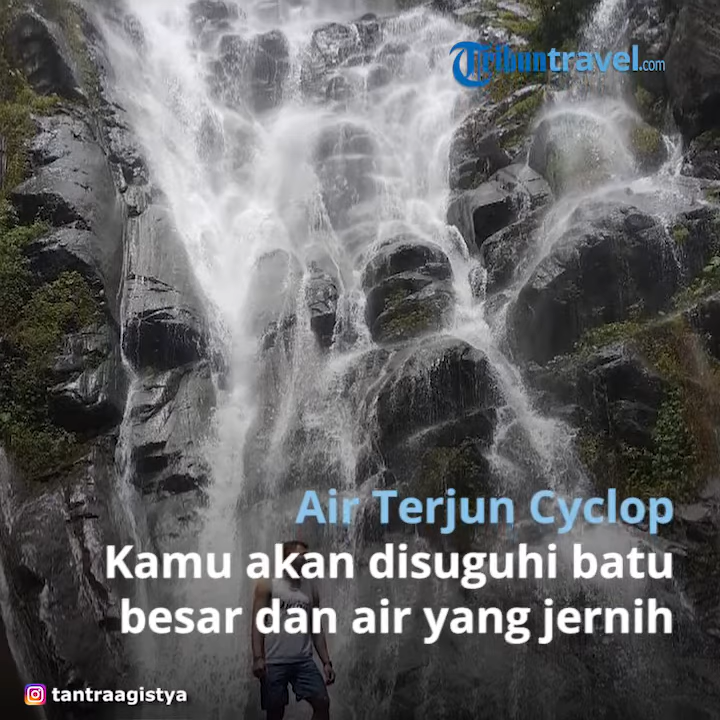 Tribuntravel.com
Air Terjun Cyclop
Kamu akan disuguhi batu
besar dan air yang jernih
tantraagistya